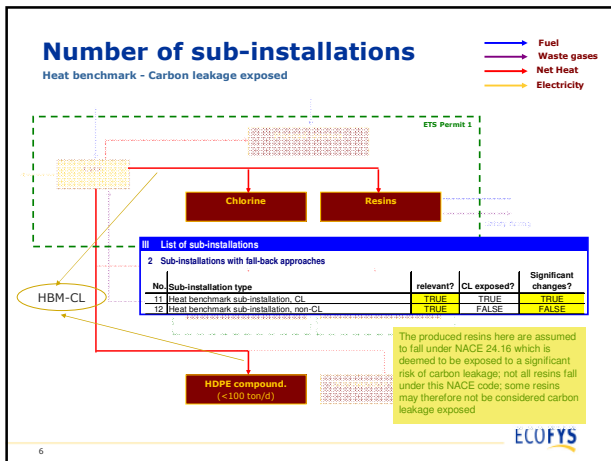 Number of sub-installations
Heat benchmark - Carbon leakage exposed
Fuel
Waste gases
Net Heat
Electricity
ETS Permit 1
Chlorine
Resins
III List of sub-installations
2 Sub-installations with fall-back approaches
No. Sub-installation type relevant? CL exposed? Significant changes?
11 Heat benchmark sub-installation, CL TRUE TRUE TRUE
12 Heat benchmark sub-installation, non-CL TRUE FALSE FALSE
HBM-CL
HDPE compound.
(<100 ton/d)
The produced resins here are assumed
to fall under NACE 24.16 which is
deemed to be exposed to a significant
risk of carbon leakage; not all resins fall
under this NACE code; some resins
may therefore not be considered carbon
leakage exposed
6
ECOFYS